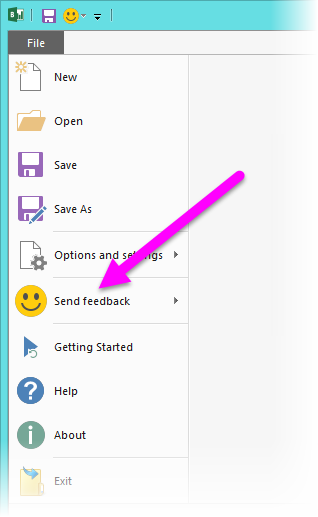 File
New
Open
Save
Save As
Options and settings
Send feedback
Getting Started
Help
About
Exit